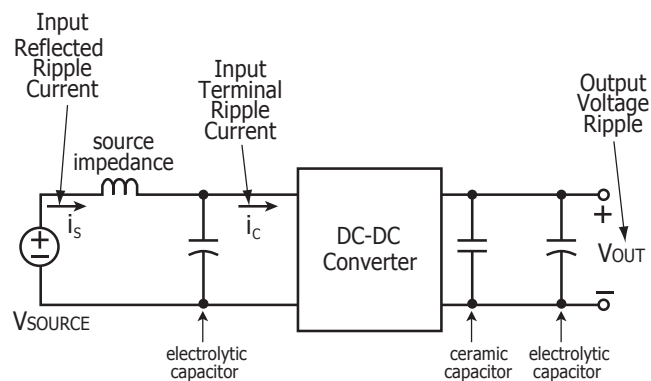 Input
Reflected
Ripple
Current
Input
Terminal
Ripple
Current
Output
Voltage
Ripple
source
impedance
iS
iC
DC-DC
Converter
+
−
+
VOUT
−
VSOURCE
electrolytic
capacitor
ceramic
capacitor
electrolytic
capacitor